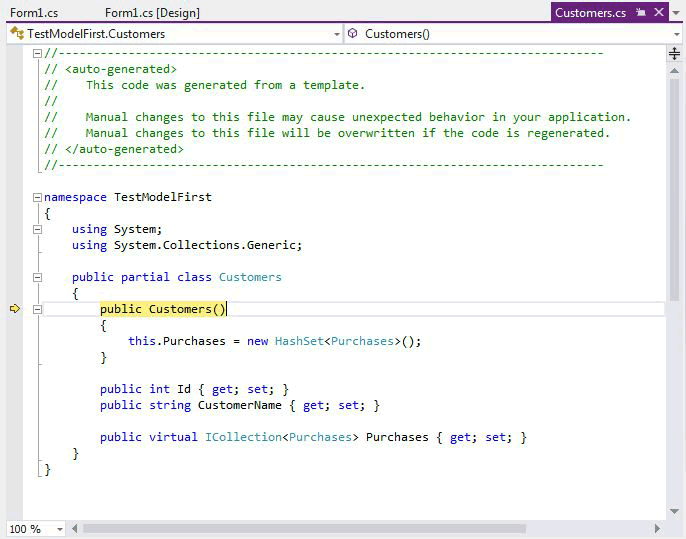 Form1.cs Form1.cs [Design] Customers.cs
TestModelFirst.Customers Customers()
//------------------------------------------------------------------------------
// <auto-generated>
//    This code was generated from a template.
//
//    Manual changes to this file may cause unexpected behavior in your application.
//    Manual changes to this file will be overwritten if the code is regenerated.
// </auto-generated>
//------------------------------------------------------------------------------
namespace TestModelFirst
{
    using System;
    using System.Collections.Generic;
    public partial class Customers
    {
        public Customers()
        {
            this.Purchases = new HashSet<Purchases>();
        }
        public int Id { get; set; }
        public string CustomerName { get; set; }
        public virtual ICollection<Purchases> Purchases { get; set; }
    }
}
100 %